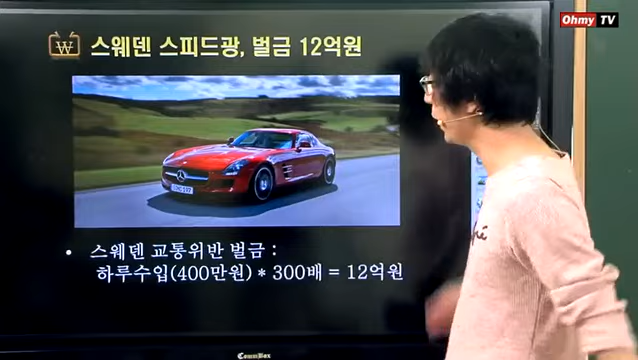 Ohmy TV
W
스웨덴 스피드광, 벌금 12억원
• 스웨덴 교통위반 벌금 :
하루수입(400만원) * 300배 = 12억원
CommBox